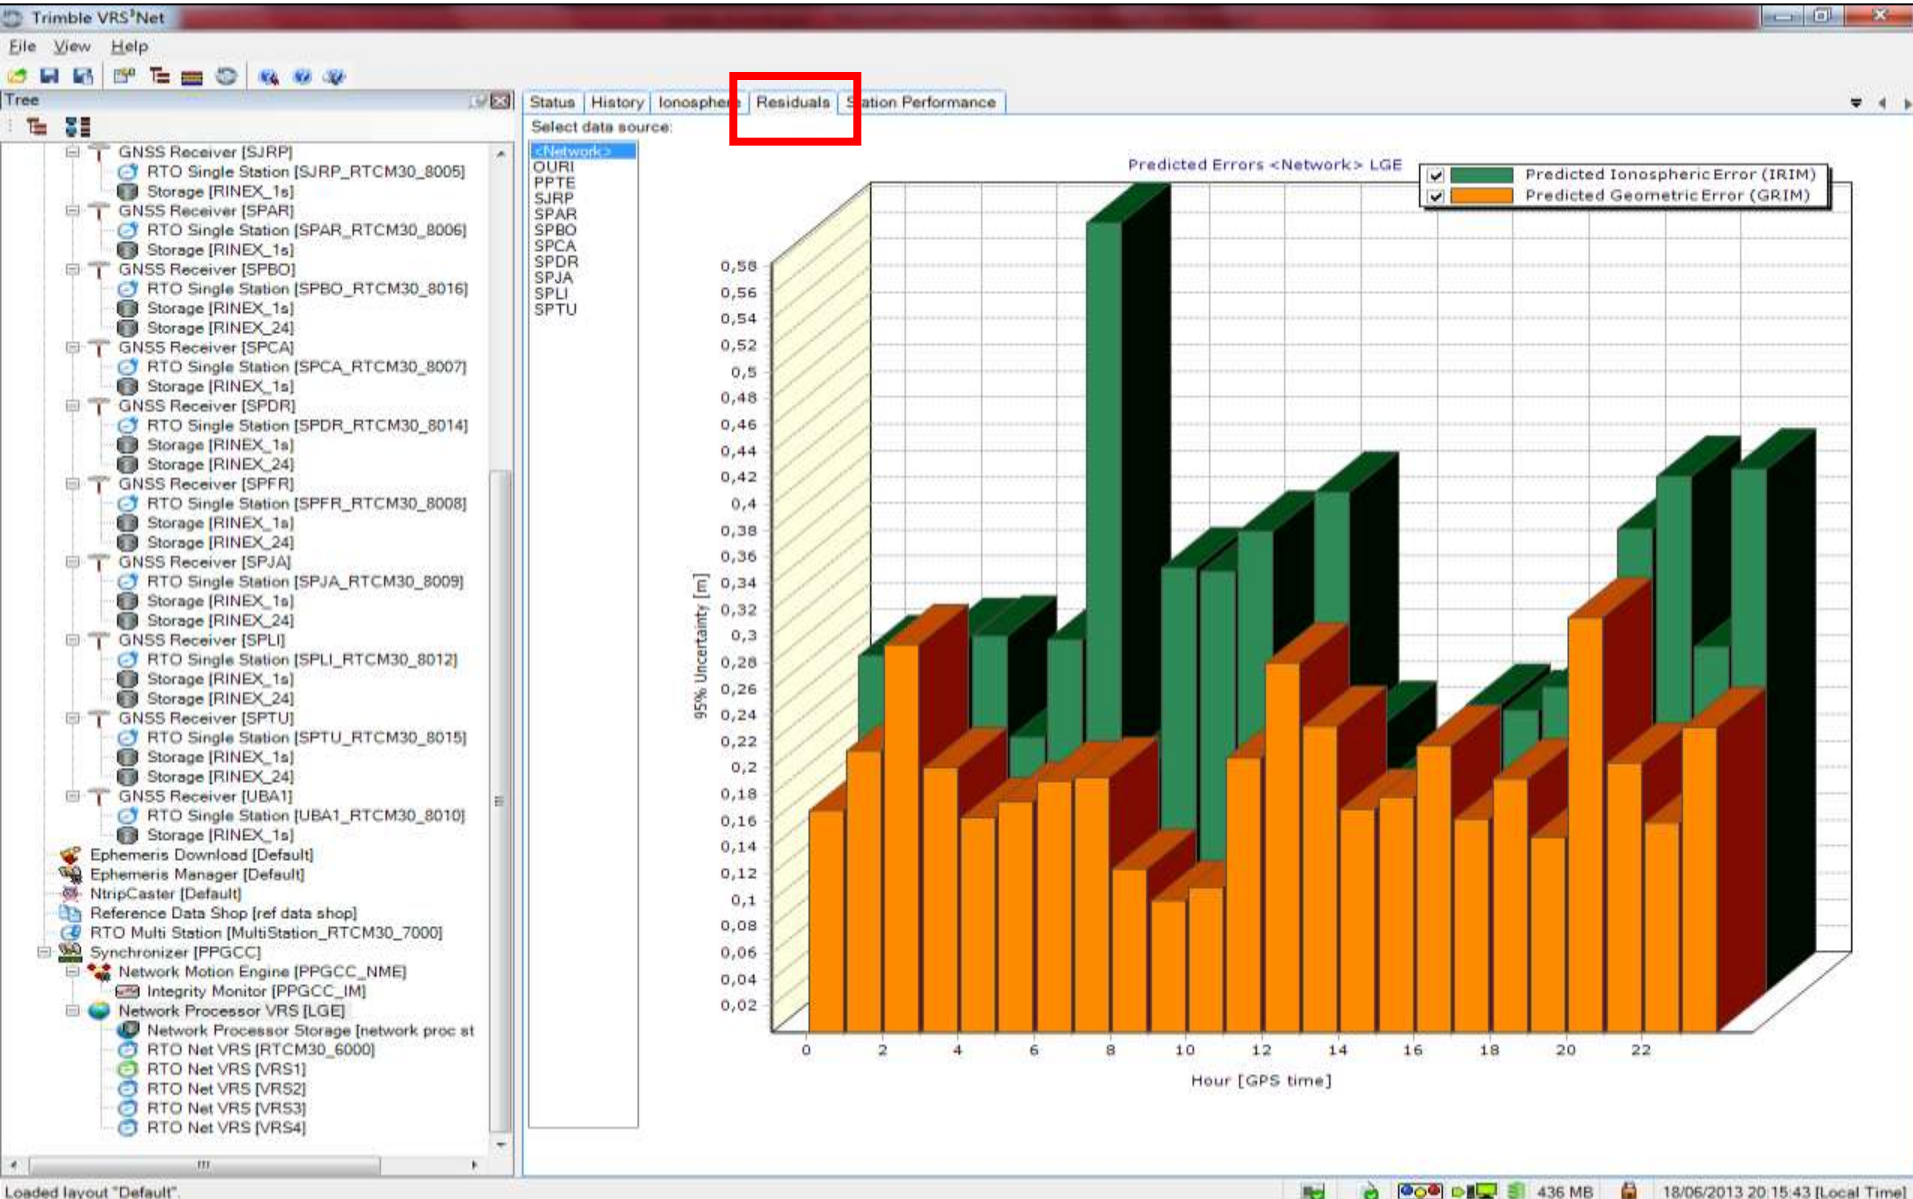 Trimble VRS³Net
File View Help
Tree
GNSS Receiver [SJRP]
RTO Single Station [SJRP_RTCM30_8005]
Storage [RINEX_1s]
GNSS Receiver [SPAR]
RTO Single Station [SPAR_RTCM30_8006]
Storage [RINEX_1s]
GNSS Receiver [SPBO]
RTO Single Station [SPBO_RTCM30_8016]
Storage [RINEX_1s]
Storage [RINEX_24]
GNSS Receiver [SPCA]
RTO Single Station [SPCA_RTCM30_8007]
Storage [RINEX_1s]
GNSS Receiver [SPDR]
RTO Single Station [SPDR_RTCM30_8014]
Storage [RINEX_1s]
Storage [RINEX_24]
GNSS Receiver [SPFR]
RTO Single Station [SPFR_RTCM30_8008]
Storage [RINEX_1s]
Storage [RINEX_24]
GNSS Receiver [SPJA]
RTO Single Station [SPJA_RTCM30_8009]
Storage [RINEX_1s]
Storage [RINEX_24]
GNSS Receiver [SPLI]
RTO Single Station [SPLI_RTCM30_8012]
Storage [RINEX_1s]
Storage [RINEX_24]
GNSS Receiver [SPTU]
RTO Single Station [SPTU_RTCM30_8015]
Storage [RINEX_1s]
Storage [RINEX_24]
GNSS Receiver [UBA1]
RTO Single Station [UBA1_RTCM30_8010]
Storage [RINEX_1s]
Ephemeris Download [Default]
Ephemeris Manager [Default]
NtripCaster [Default]
Reference Data Shop [ref data shop]
RTO Multi Station [MultiStation_RTCM30_7000]
Synchronizer [PPGCC]
Network Motion Engine [PPGCC_NME]
Integrity Monitor [PPGCC_IM]
Network Processor VRS [LGE]
Network Processor Storage [network proc st
RTO Net VRS [RTCM30_6000]
RTO Net VRS [VRS1]
RTO Net VRS [VRS2]
RTO Net VRS [VRS3]
RTO Net VRS [VRS4]
Status History Ionosphere Residuals Station Performance
Select data source:
<Network>
OURI
PPTE
SJRP
SPAR
SPBO
SPCA
SPDR
SPJA
SPLI
SPTU
Predicted Errors <Network> LGE
Predicted Ionospheric Error (IRIM)
Predicted Geometric Error (GRIM)
0,58
0,56
0,54
0,52
0,5
0,48
0,46
0,44
0,42
0,4
0,38
0,36
0,34
0,32
0,3
0,28
0,26
0,24
0,22
0,2
0,18
0,16
0,14
0,12
0,1
0,08
0,06
0,04
0,02
95% Uncertainty [m]
0 2 4 6 8 10 12 14 16 18 20 22
Hour [GPS time]
Loaded layout "Default".
436 MB
18/06/2013 20:15:43 [Local Time]